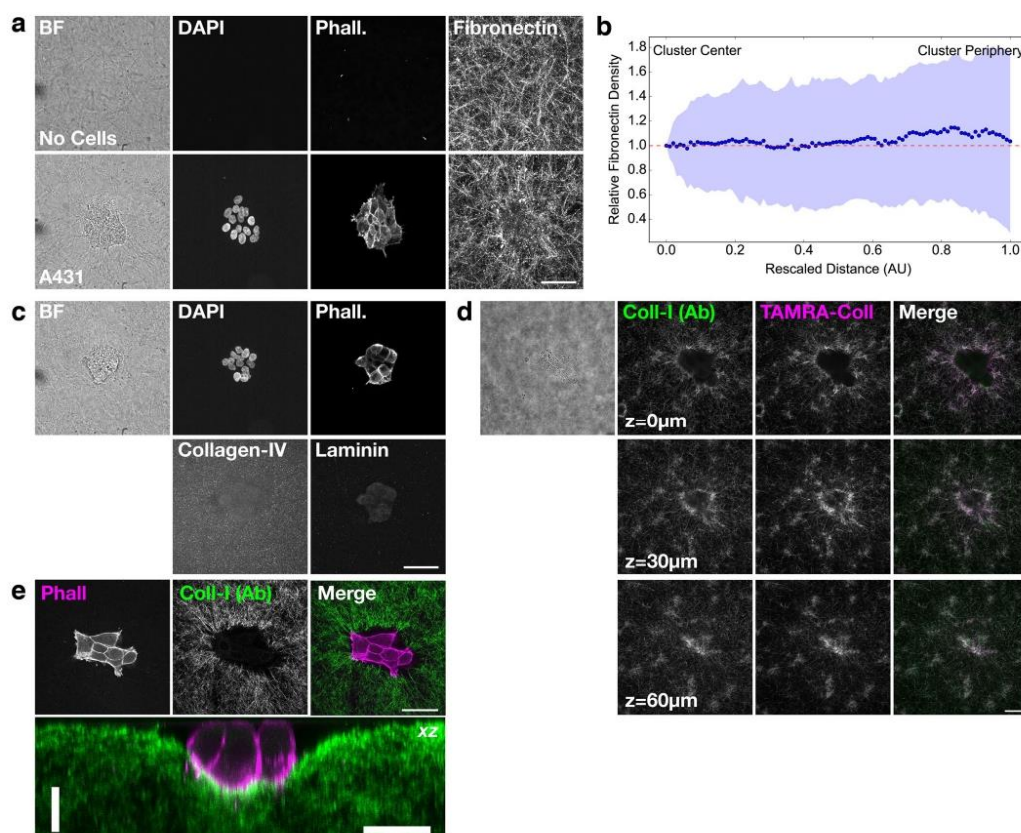 a
BF
DAPI
Phall.
Fibronectin
No Cells
A431
b
Cluster Center
Cluster Periphery
1.8
1.6
1.4
1.2
1.0
0.8
0.6
0.4
0.0
0.2
0.4
0.6
0.8
1.0
Relative Fibronectin Density
Rescaled Distance (AU)
c
BF
DAPI
Phall.
Collagen-IV
Laminin
d
Coll-I (Ab)
TAMRA-Coll
Merge
z=0μm
z=30μm
z=60μm
e
Phall
Coll-I (Ab)
Merge
xz